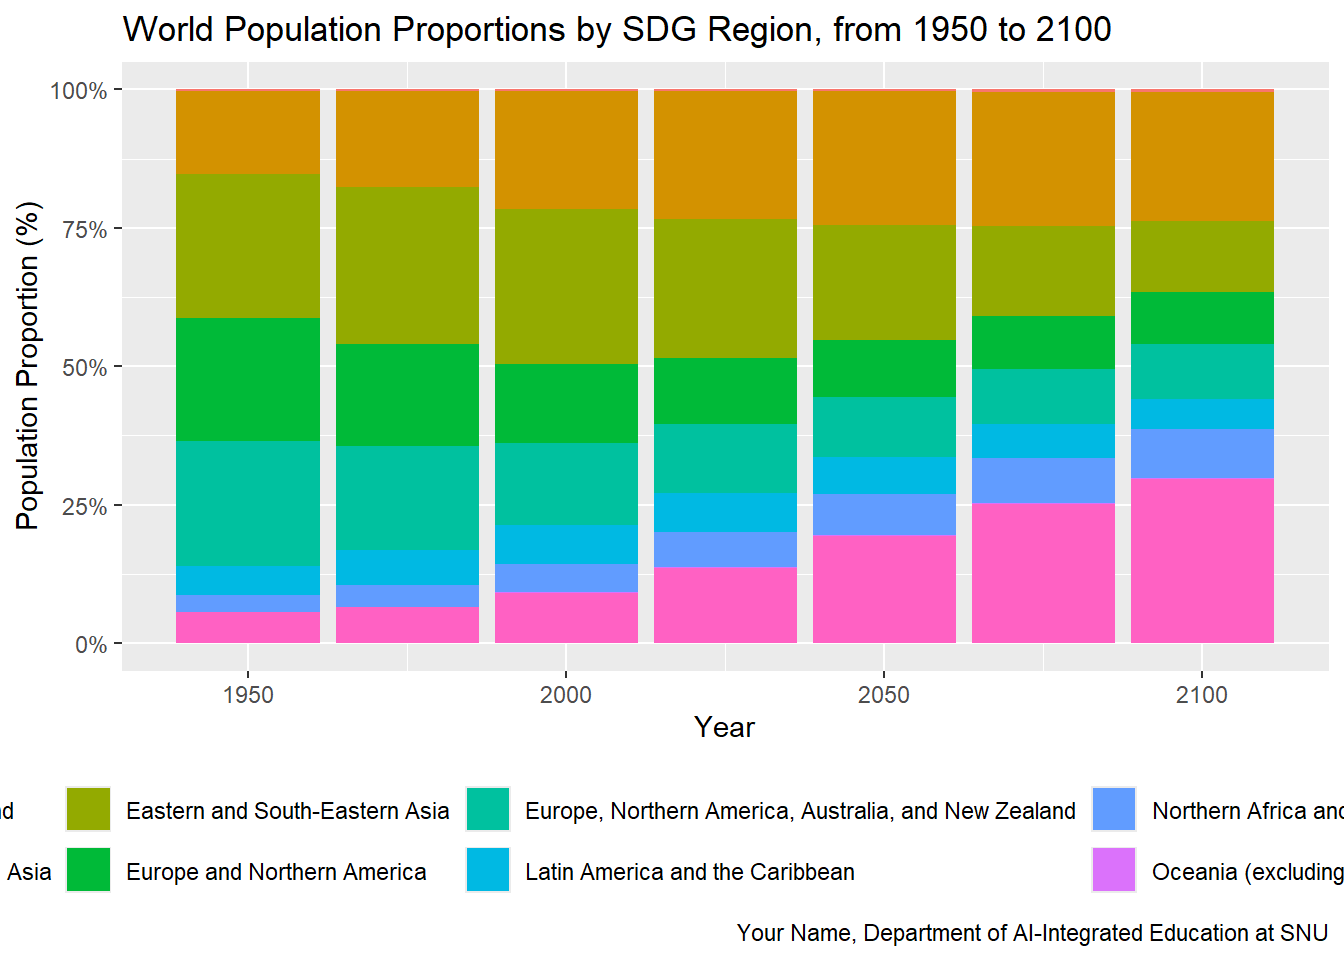 World Population Proportions by SDG Region, from 1950 to 2100
100%
75%
50%
25%
0%
Population Proportion (%)
1950 2000 2050 2100
Year
Eastern and South-Eastern Asia Europe, Northern America, Australia, and New Zealand Northern Africa and
Asia Europe and Northern America Latin America and the Caribbean Oceania (excluding
Your Name, Department of AI-Integrated Education at SNU